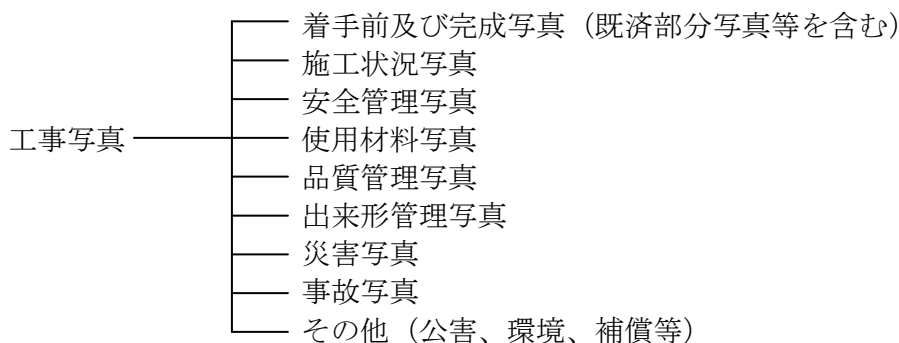 着手前及び完成写真（既済部分写真等を含む）
施工状況写真
安全管理写真
工事写真
使用材料写真
品質管理写真
出来形管理写真
災害写真
事故写真
その他（公害、環境、補償等）